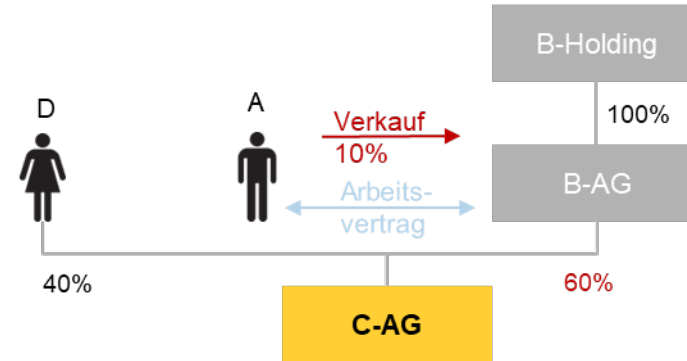 B-Holding
D
A
Verkauf
10%
100%
B-AG
Arbeits-
vertrag
40%
60%
C-AG